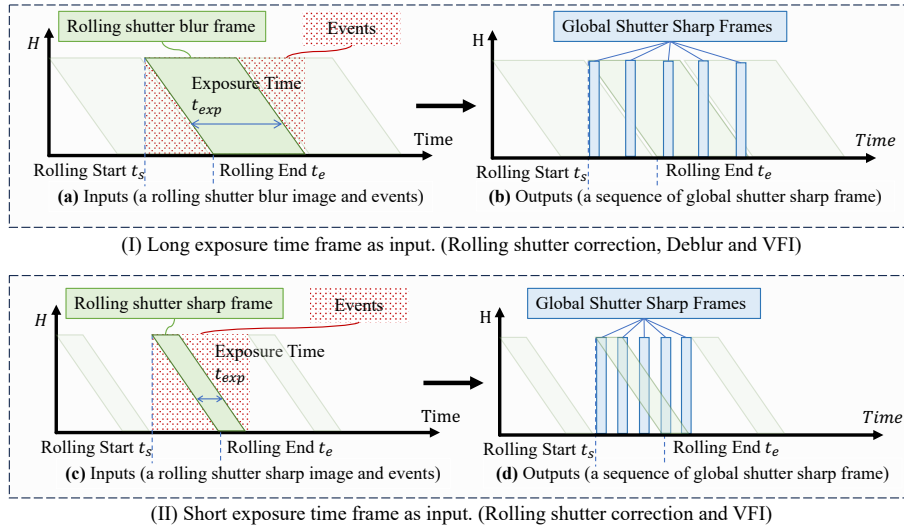 Rolling shutter blur frame
Events
H
Exposure Time
t_exp
Time
Rolling Start t_s
Rolling End t_e
(a) Inputs (a rolling shutter blur image and events)
Global Shutter Sharp Frames
H
Time
Rolling Start t_s
Rolling End t_e
(b) Outputs (a sequence of global shutter sharp frame)
(I) Long exposure time frame as input. (Rolling shutter correction, Deblur and VFI)
Rolling shutter sharp frame
Events
H
Exposure Time
t_exp
Time
Rolling Start t_s
Rolling End t_e
(c) Inputs (a rolling shutter sharp image and events)
Global Shutter Sharp Frames
H
Time
Rolling Start t_s
Rolling End t_e
(d) Outputs (a sequence of global shutter sharp frame)
(II) Short exposure time frame as input. (Rolling shutter correction and VFI)